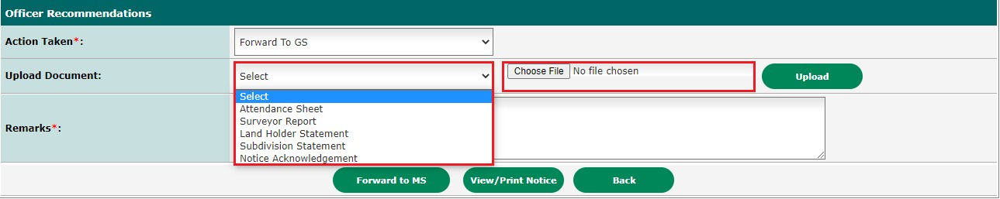 Officer Recommendations
Action Taken*: Forward To GS
Upload Document: Select Choose File No file chosen Upload
Select
Attendance Sheet
Surveyor Report
Land Holder Statement
Subdivision Statement
Notice Acknowledgement
Remarks*:
Forward to MS View/Print Notice Back